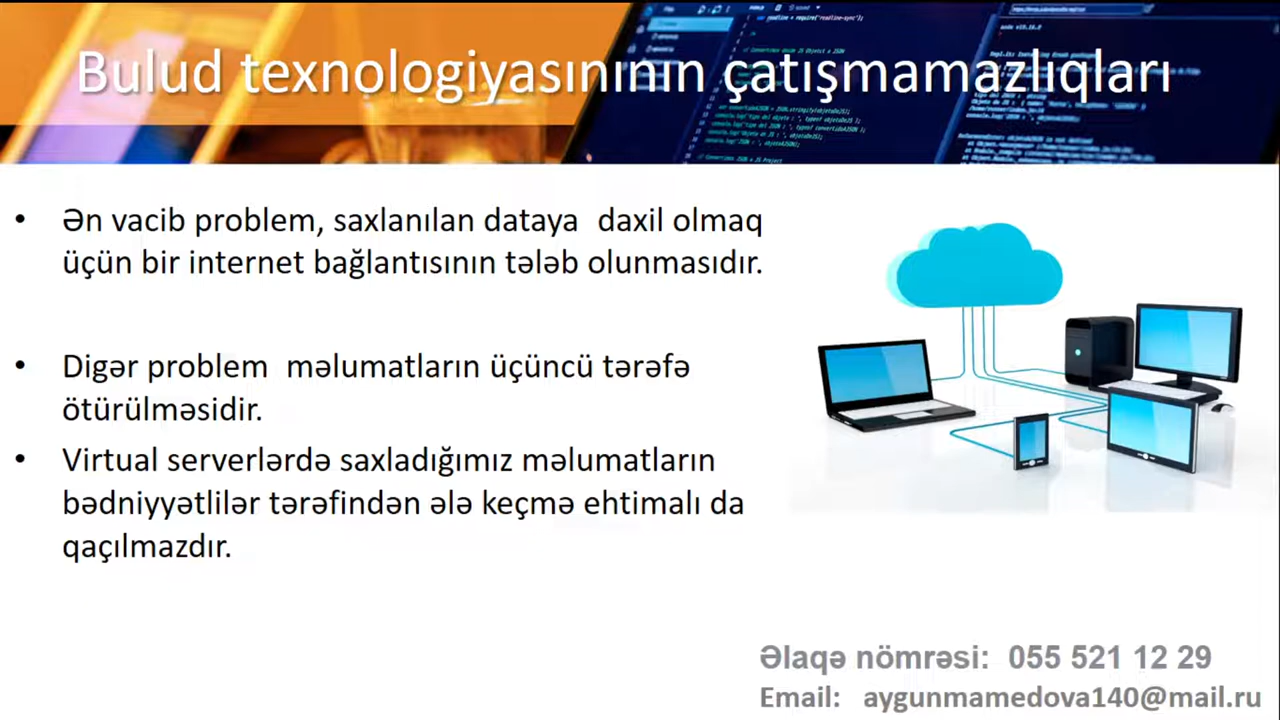 Bulud texnologiyasınının çatışmamazlıqları
• Ən vacib problem, saxlanılan dataya daxil olmaq
üçün bir internet bağlantısının tələb olunmasıdır.
• Digər problem məlumatların üçüncü tərəfə
ötürülməsidir.
• Virtual serverlərdə saxladığımız məlumatların
bədniyyətlilər tərəfindən ələ keçmə ehtimalı da
qaçılmazdır.
Əlaqə nömrəsi: 055 521 12 29
Email: aygunmamedova140@mail.ru